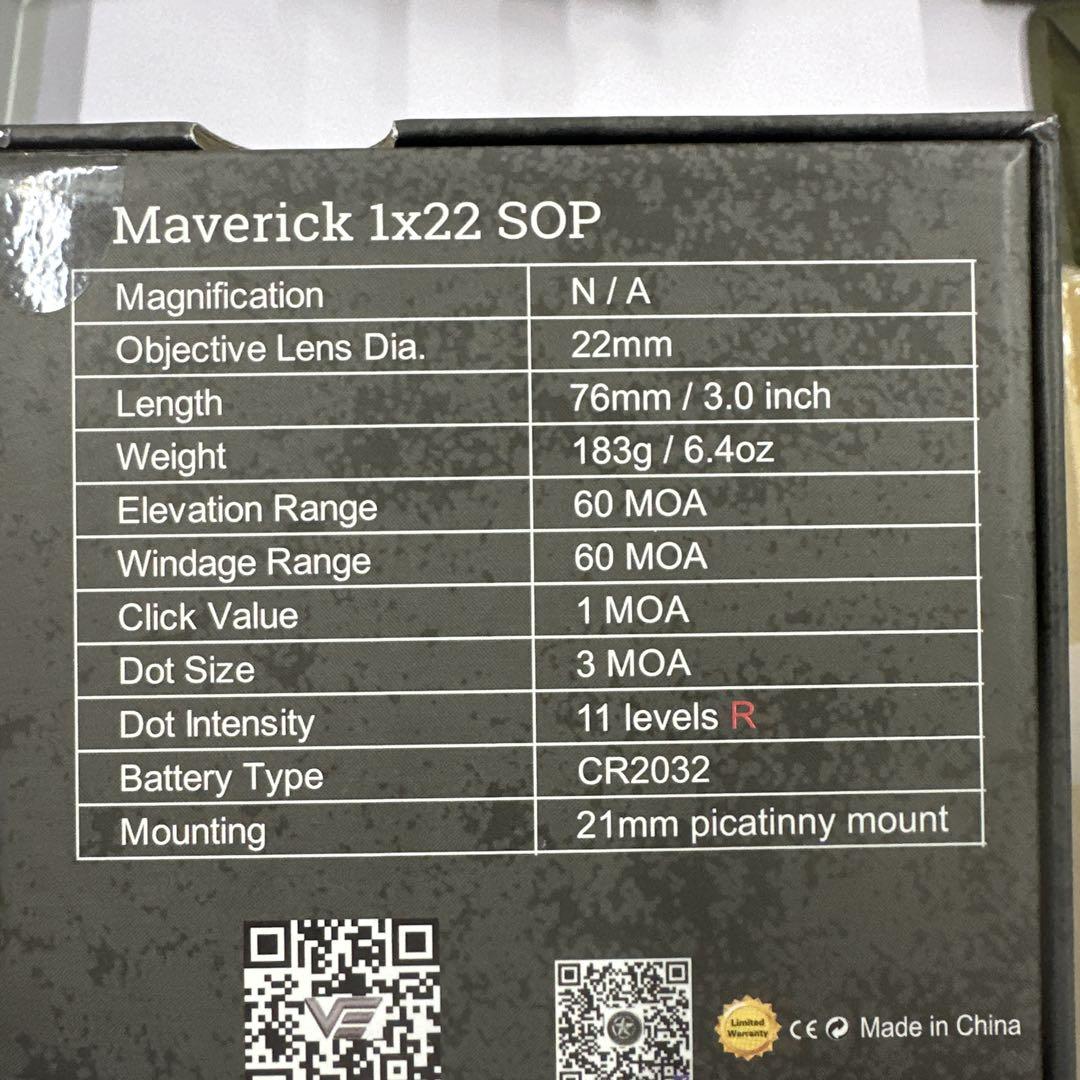 Maverick 1x22 SOP
Magnification N / A
Objective Lens Dia. 22mm
Length 76mm / 3.0 inch
Weight 183g / 6.4oz
Elevation Range 60 MOA
Windage Range 60 MOA
Click Value 1 MOA
Dot Size 3 MOA
Dot Intensity 11 levels R
Battery Type CR2032
Mounting 21mm picatinny mount
Limited
Warranty
CE Made in China